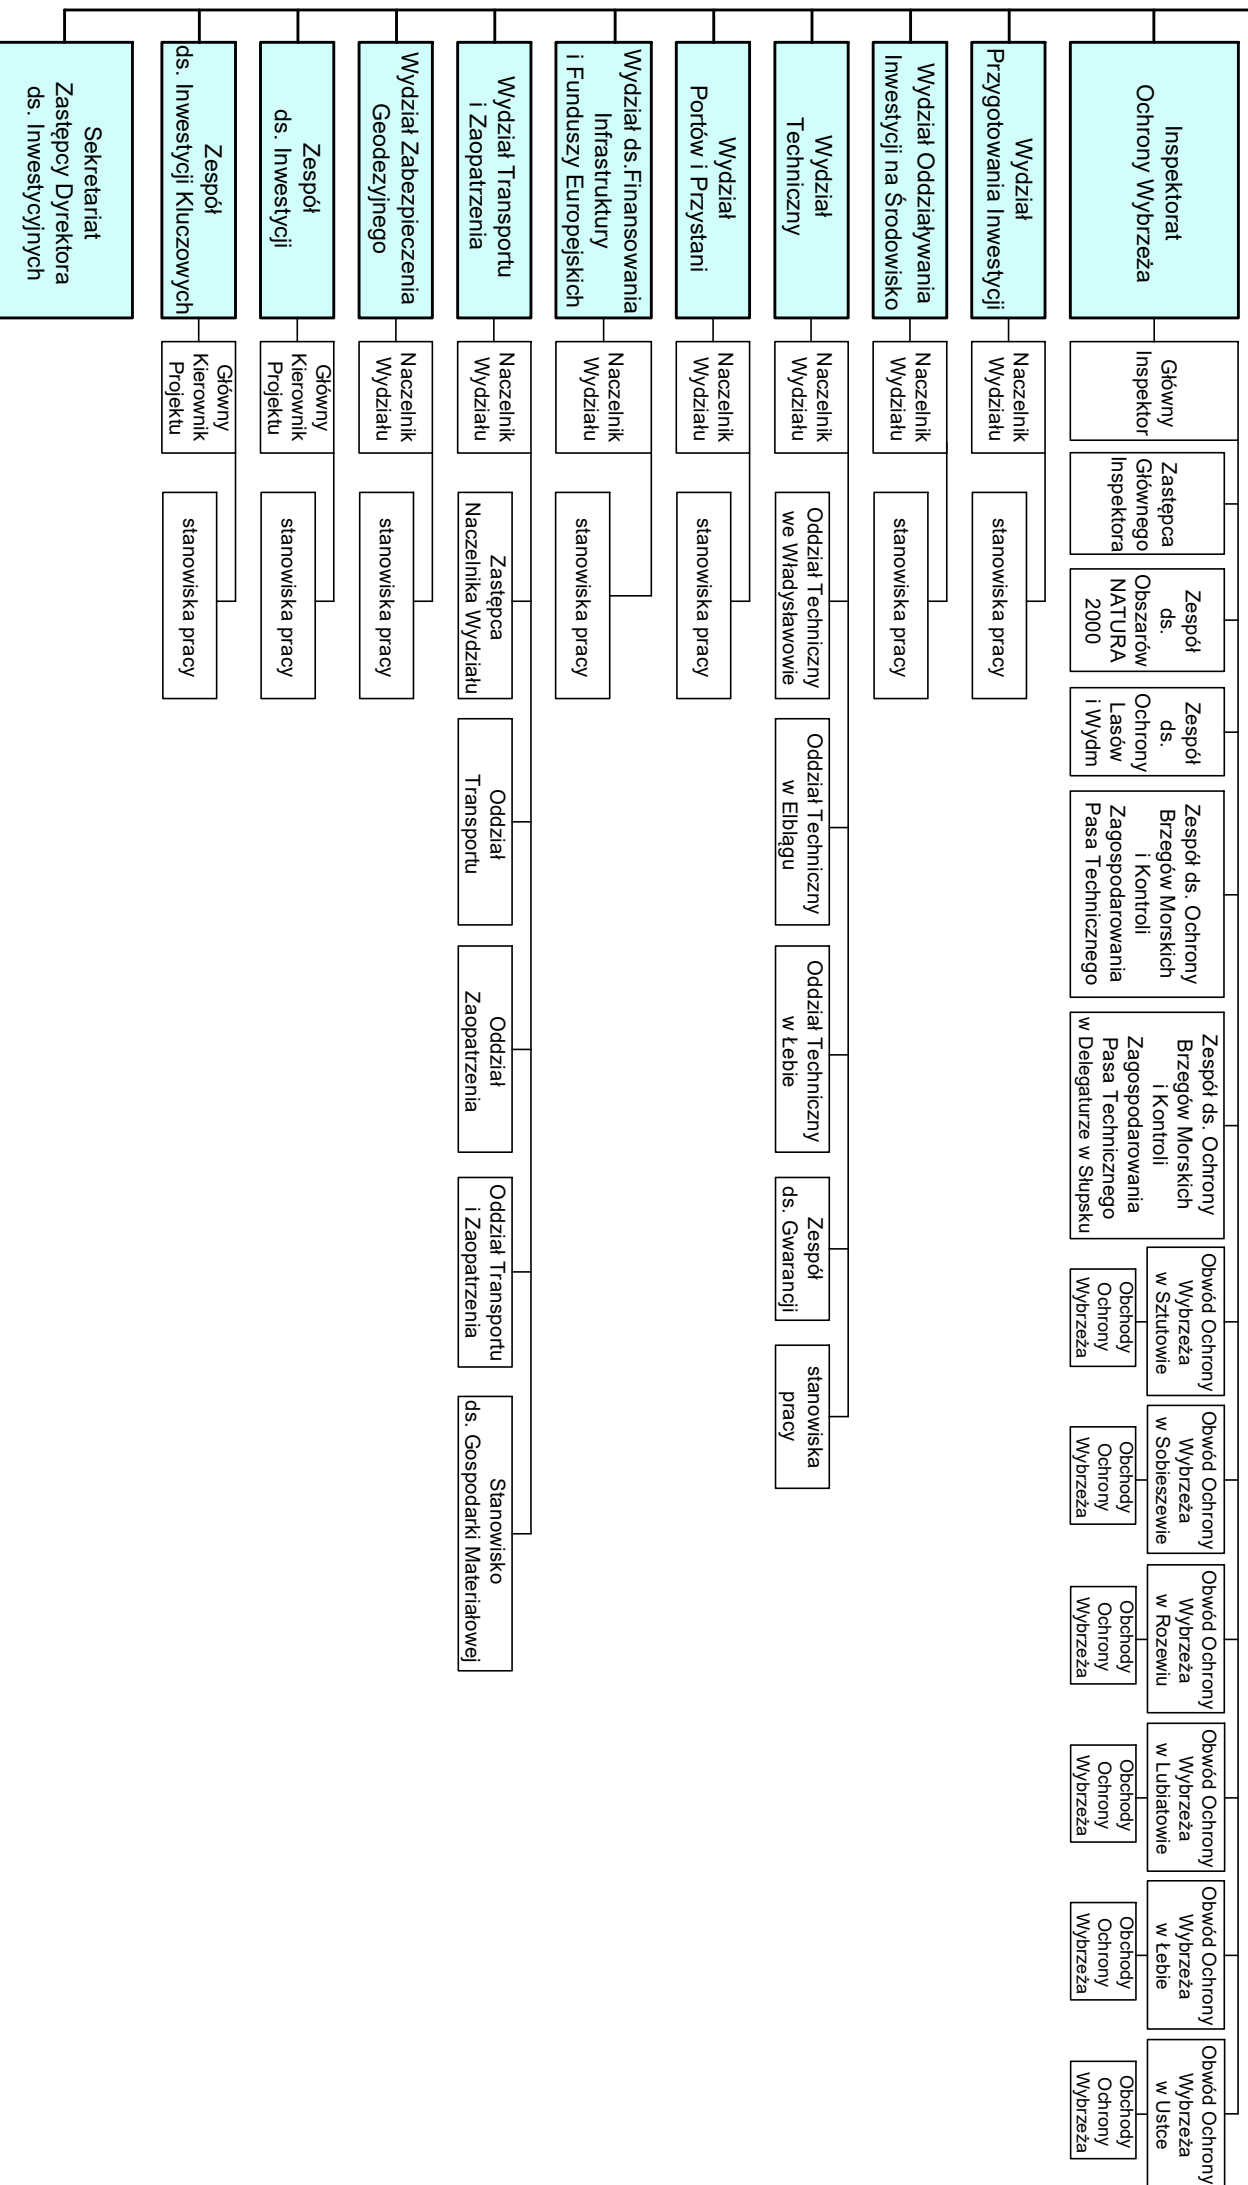 Inspektorat
Ochrony Wybrzeża
Główny
Inspektor
Zastępca
Głównego
Inspektora
Zespół
ds.
Obszarów
NATURA
2000
Zespół
ds.
Ochrony
Lasów
i Wydm
Zespół ds. Ochrony
Brzegów Morskich
i Kontroli
Zagospodarowania
Pasa Technicznego
Zespół ds. Ochrony
Brzegów Morskich
i Kontroli
Zagospodarowania
Pasa Technicznego
w Delegaturze w Słupsku
Obwód Ochrony
Wybrzeża
w Sztutowie
Obchody
Ochrony
Wybrzeża
Obwód Ochrony
Wybrzeża
w Sobieszewie
Obchody
Ochrony
Wybrzeża
Obwód Ochrony
Wybrzeża
w Rozewiu
Obchody
Ochrony
Wybrzeża
Obwód Ochrony
Wybrzeża
w Lubiatowie
Obchody
Ochrony
Wybrzeża
Obwód Ochrony
Wybrzeża
w Łebie
Obchody
Ochrony
Wybrzeża
Obwód Ochrony
Wybrzeża
w Ustce
Obchody
Ochrony
Wybrzeża
Wydział
Przygotowania Inwestycji
Naczelnik
Wydziału
stanowiska pracy
Wydział Oddziaływania
Inwestycji na Środowisko
Naczelnik
Wydziału
stanowiska pracy
Wydział
Techniczny
Naczelnik
Wydziału
Oddział Techniczny
we Władysławowie
Oddział Techniczny
w Elblągu
Oddział Techniczny
w Łebie
Zespół
ds. Gwarancji
stanowiska
pracy
Wydział
Portów i Przystani
Naczelnik
Wydziału
stanowiska pracy
Wydział ds.Finansowania
Infrastruktury
i Funduszy Europejskich
Naczelnik
Wydziału
stanowiska pracy
Wydział Transportu
i Zaopatrzenia
Naczelnik
Wydziału
Zastępca
Naczelnika Wydziału
Oddział
Transportu
Oddział
Zaopatrzenia
Oddział Transportu
i Zaopatrzenia
Stanowisko
ds. Gospodarki Materiałowej
Wydział Zabezpieczenia
Geodezyjnego
Naczelnik
Wydziału
stanowiska pracy
Zespół
ds. Inwestycji
Główny
Kierownik
Projektu
stanowiska pracy
Zespół
ds. Inwestycji Kluczowych
Główny
Kierownik
Projektu
stanowiska pracy
Sekretariat
Zastępcy Dyrektora
ds. Inwestycyjnych